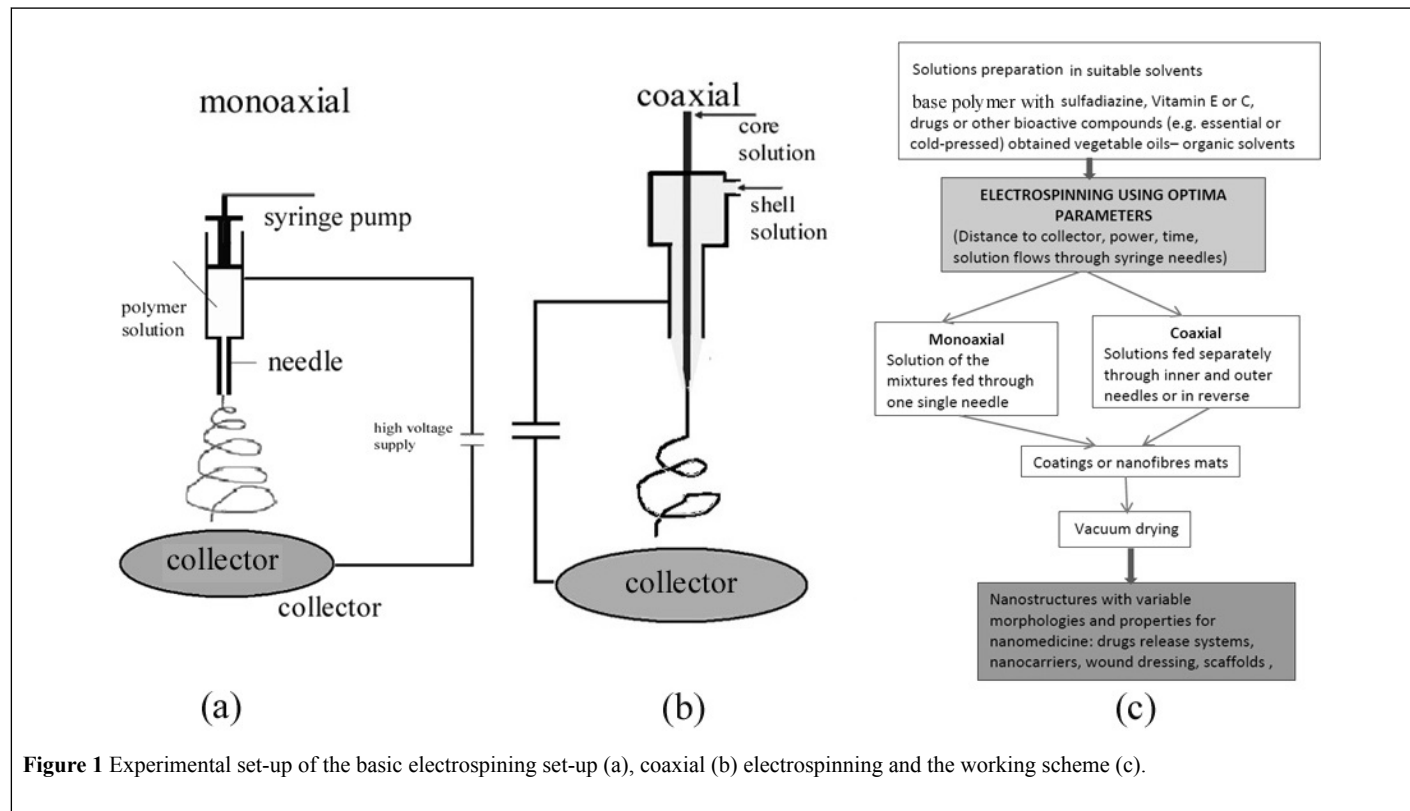 monoaxial
syringe pump
polymer
solution
needle
high voltage
supply
collector
collector
(a)
coaxial
core
solution
shell
solution
collector
(b)
Solutions preparation in suitable solvents
base polymer with sulfadiazine, Vitamin E or C,
drugs or other bioactive compounds (e.g. essential or
cold-pressed) obtained vegetable oils– organic solvents
ELECTROSPINNING USING OPTIMA
PARAMETERS
(Distance to collector, power, time,
solution flows through syringe needles)
Monoaxial
Solution of the
mixtures fed through
one single needle
Coaxial
Solutions fed separately
through inner and outer
needles or in reverse
Coatings or nanofibres mats
Vacuum drying
Nanostructures with variable
morphologies and properties for
nanomedicine: drugs release systems,
nanocarriers, wound dressing, scaffolds ,
(c)
Figure 1 Experimental set-up of the basic electrospining set-up (a), coaxial (b) electrospinning and the working scheme (c).